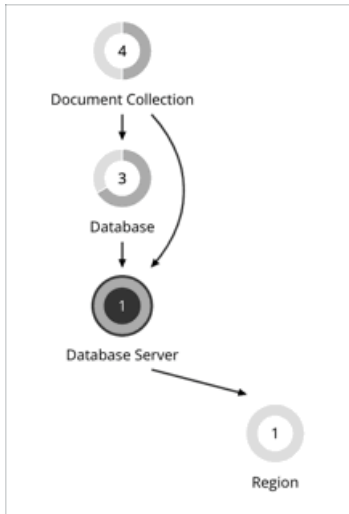 4
Document Collection
3
Database
1
Database Server
1
Region